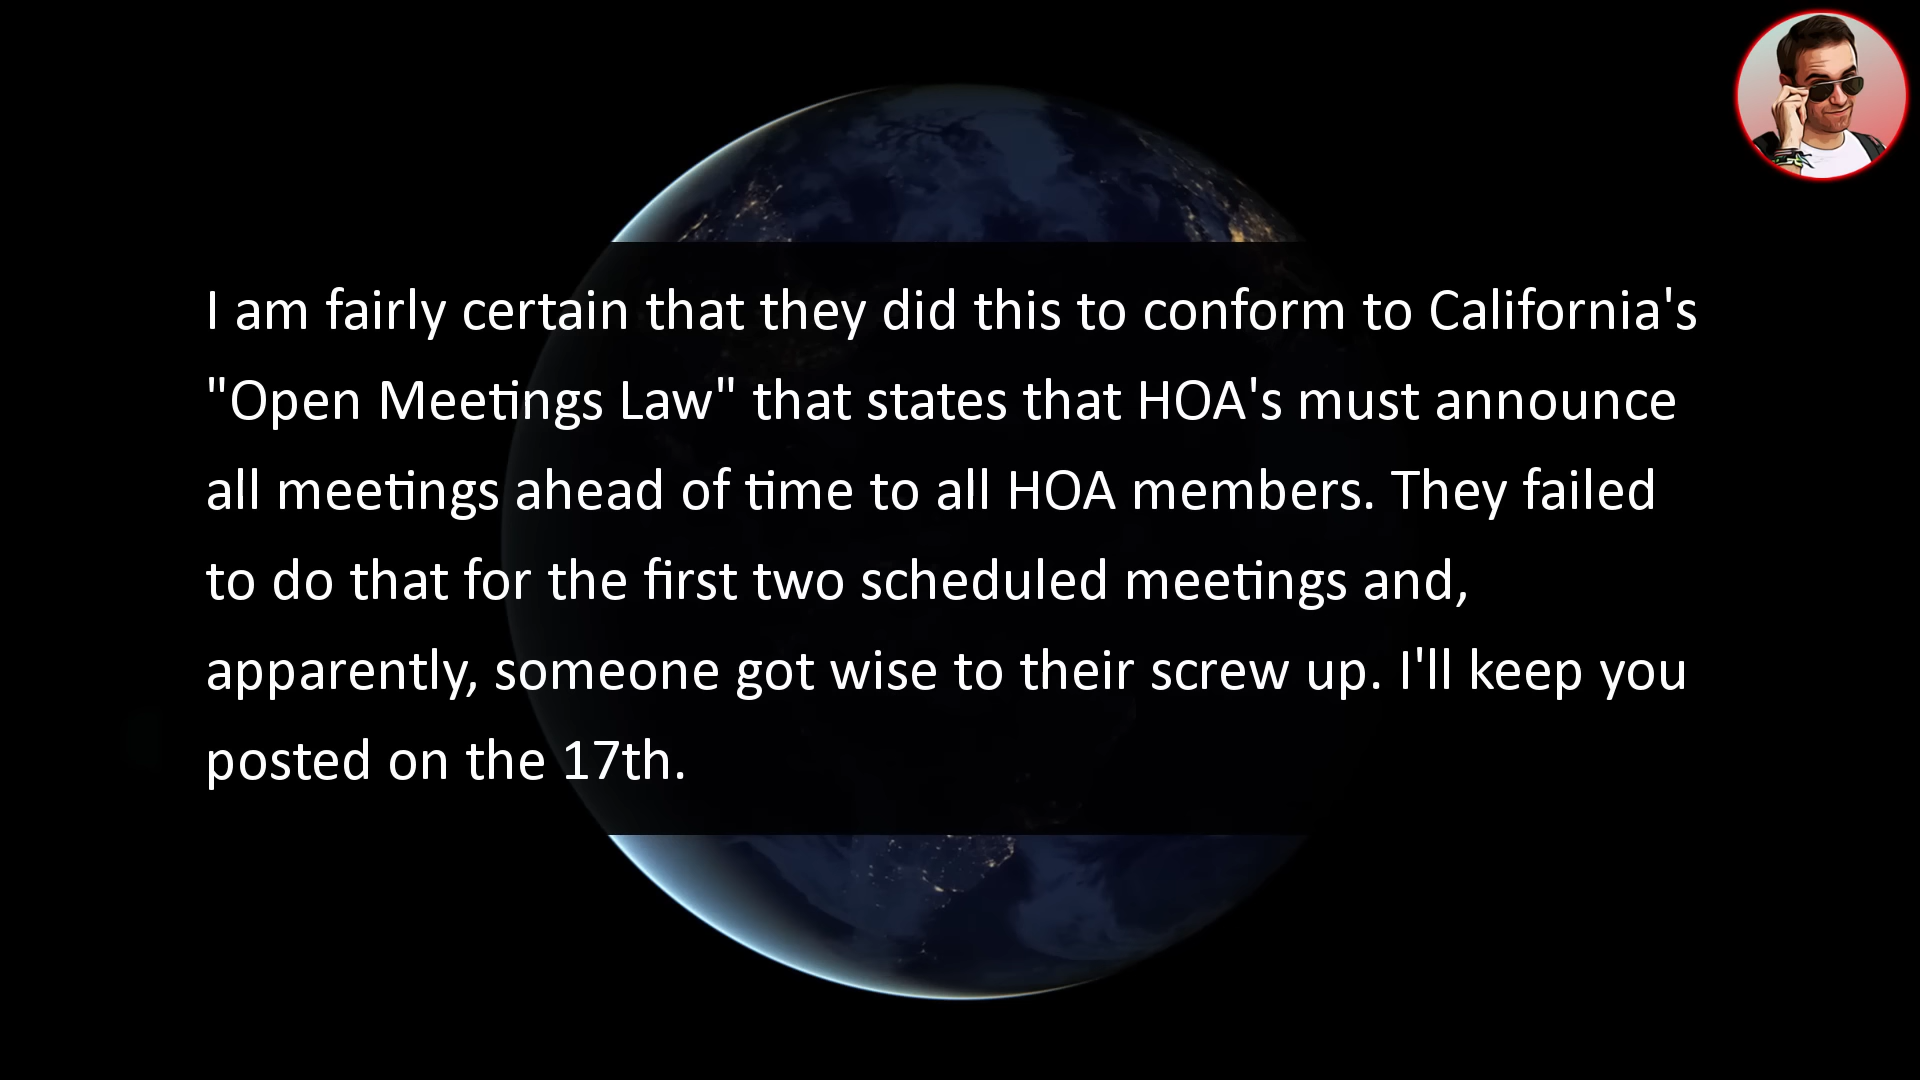 I am fairly certain that they did this to conform to California's
"Open Meetings Law" that states that HOA's must announce
all meetings ahead of time to all HOA members. They failed
to do that for the first two scheduled meetings and,
apparently, someone got wise to their screw up. I'll keep you
posted on the 17th.